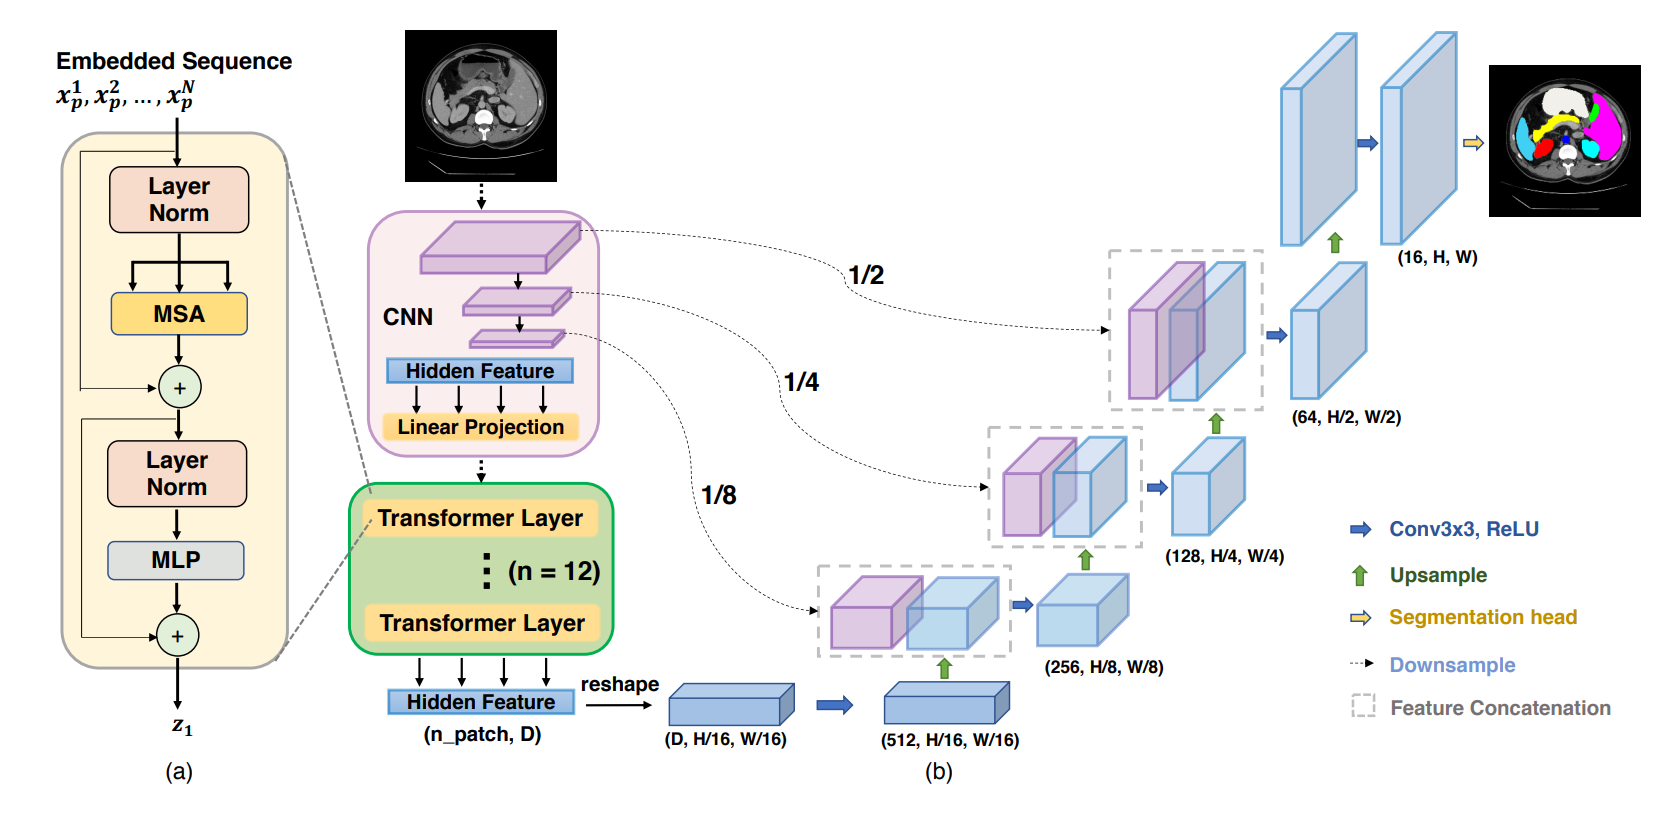 Embedded Sequence
x_p^1, x_p^2, ..., x_p^N
Layer
Norm
MSA
+
Layer
Norm
MLP
+
z_1
(a)
CNN
Hidden Feature
Linear Projection
Transformer Layer
(n = 12)
Transformer Layer
Hidden Feature
(n_patch, D)
reshape
(D, H/16, W/16)
(512, H/16, W/16)
(b)
1/2
1/4
1/8
(256, H/8, W/8)
(128, H/4, W/4)
(64, H/2, W/2)
(16, H, W)
Conv3x3, ReLU
Upsample
Segmentation head
Downsample
Feature Concatenation